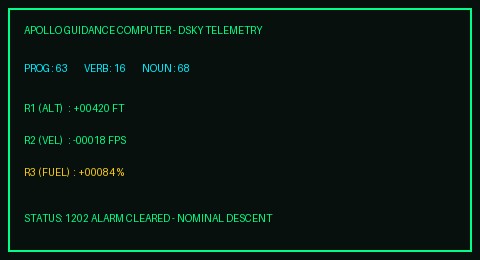 APOLLO GUIDANCE COMPUTER - DSKY TELEMETRY
PROG: 63 VERB: 16 NOUN: 68
R1 (ALT) : +00420 FT
R2 (VEL) : -00018 FPS
R3 (FUEL) : +00084%
STATUS: 1202 ALARM CLEARED - NOMINAL DESCENT